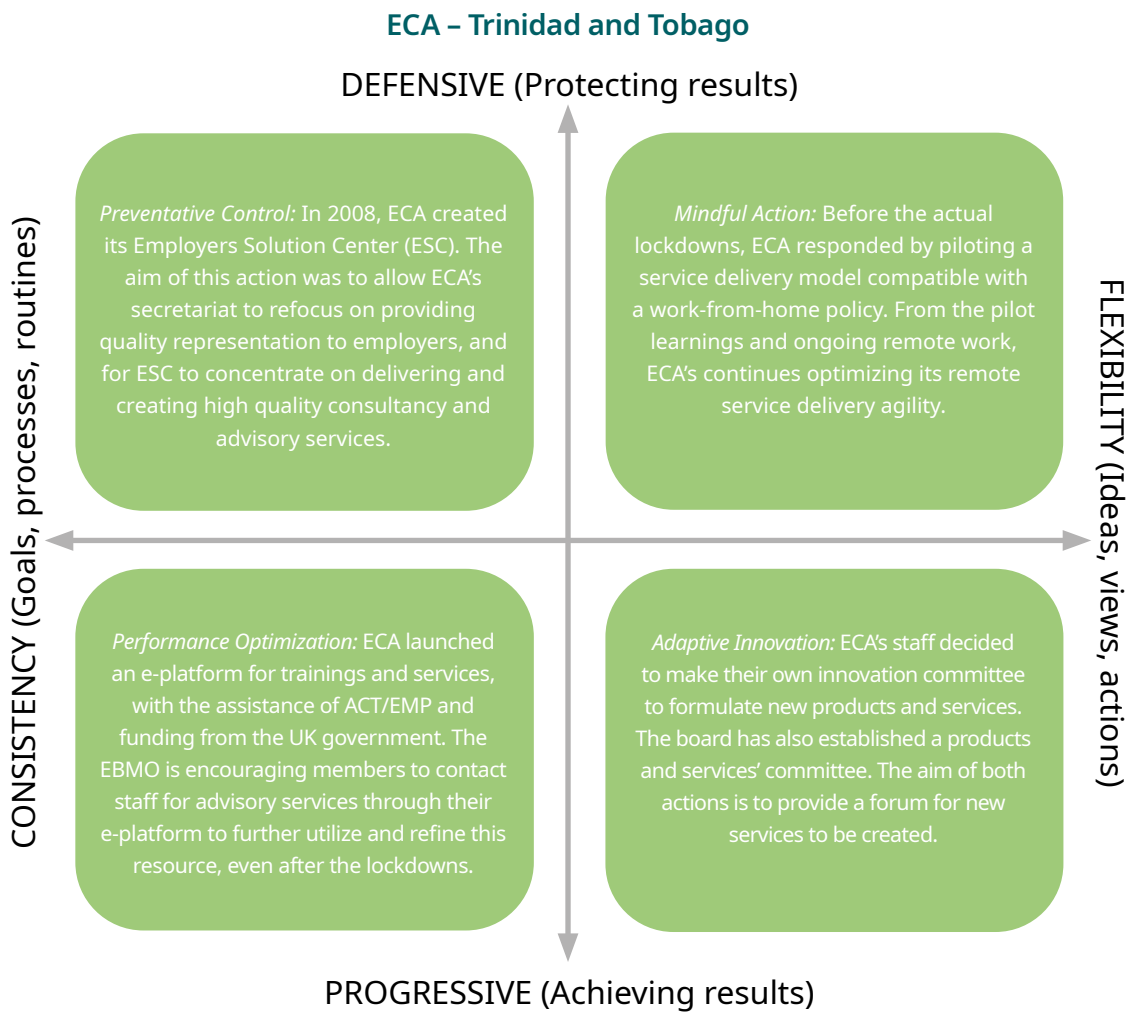 ECA – Trinidad and Tobago
DEFENSIVE (Protecting results)
CONSISTENCY (Goals, processes, routines)
Preventative Control: In 2008, ECA created
its Employers Solution Center (ESC). The
aim of this action was to allow ECA’s
secretariat to refocus on providing
quality representation to employers, and
for ESC to concentrate on delivering and
creating high quality consultancy and
advisory services.
Mindful Action: Before the actual
lockdowns, ECA responded by piloting a
service delivery model compatible with
a work-from-home policy. From the pilot
learnings and ongoing remote work,
ECA’s continues optimizing its remote
service delivery agility.
FLEXIBILITY (Ideas, views, actions)
Performance Optimization: ECA launched
an e-platform for trainings and services,
with the assistance of ACT/EMP and
funding from the UK government. The
EBMO is encouraging members to contact
staff for advisory services through their
e-platform to further utilize and refine this
resource, even after the lockdowns.
Adaptive Innovation: ECA’s staff decided
to make their own innovation committee
to formulate new products and services.
The board has also established a products
and services’ committee. The aim of both
actions is to provide a forum for new
services to be created.
PROGRESSIVE (Achieving results)